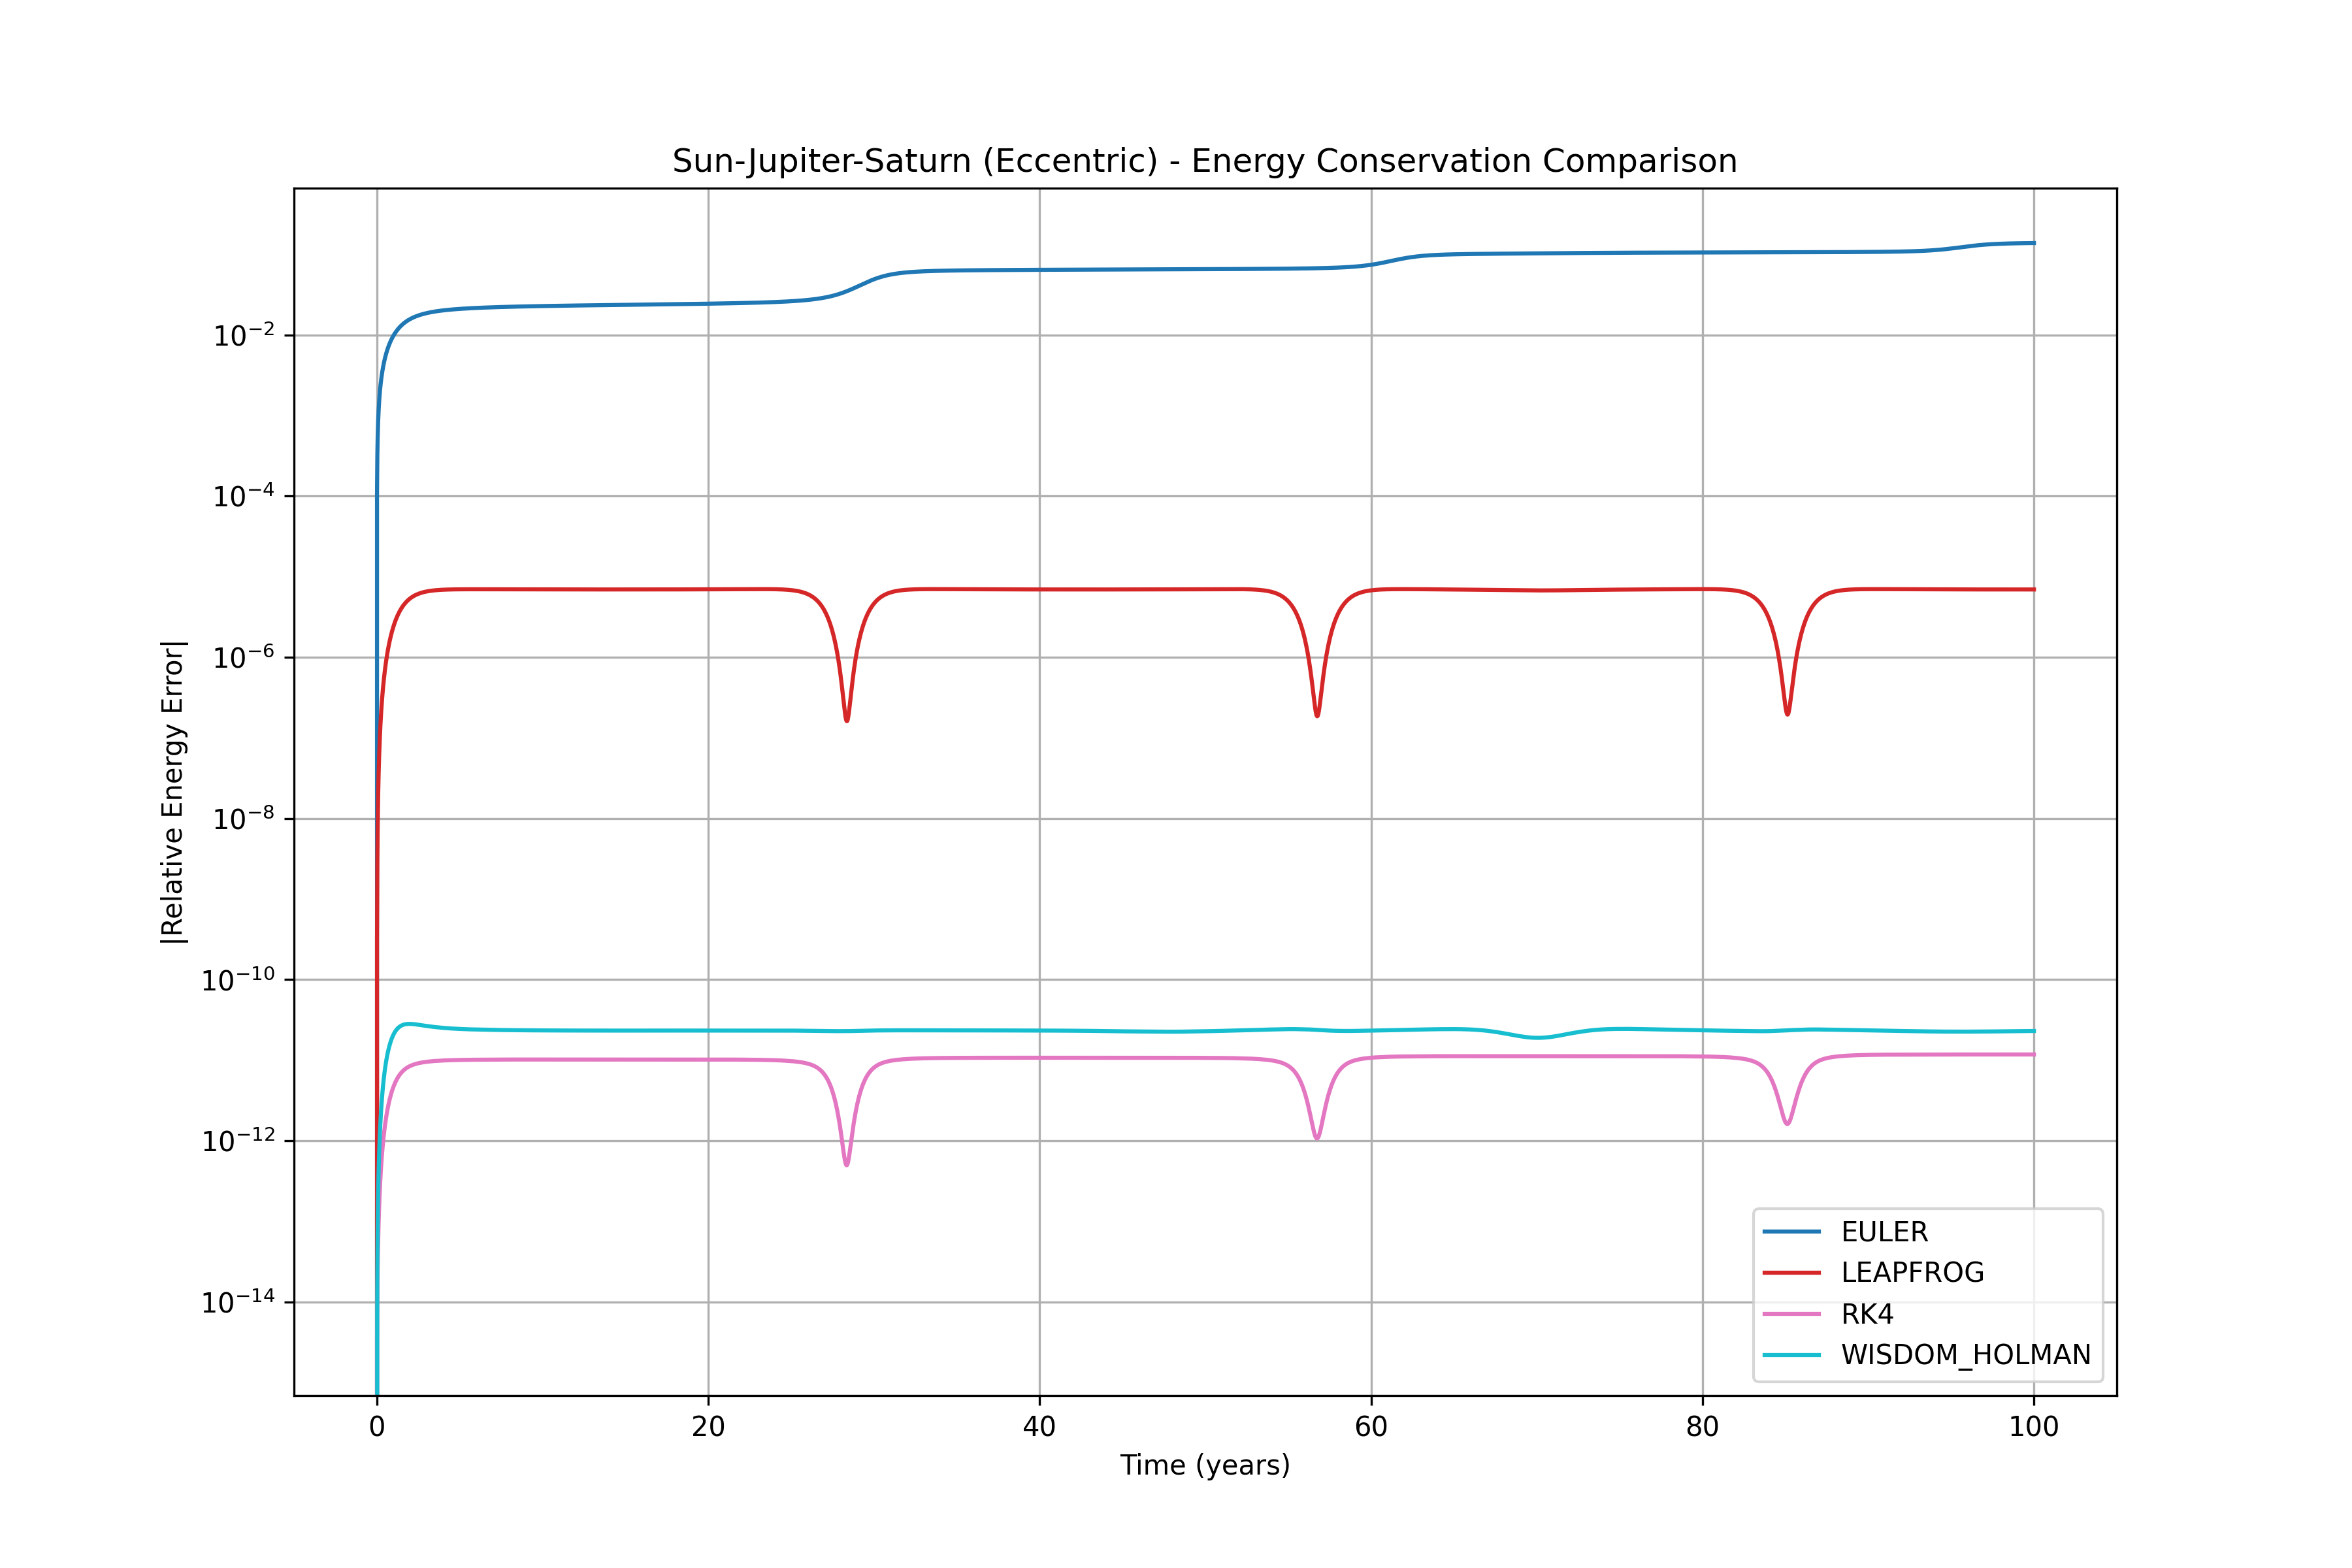 Sun-Jupiter-Saturn (Eccentric) - Energy Conservation Comparison
|Relative Energy Error|
10⁻²
10⁻⁴
10⁻⁶
10⁻⁸
10⁻¹⁰
10⁻¹²
10⁻¹⁴
EULER
LEAPFROG
RK4
WISDOM_HOLMAN
0 20 40 60 80 100
Time (years)